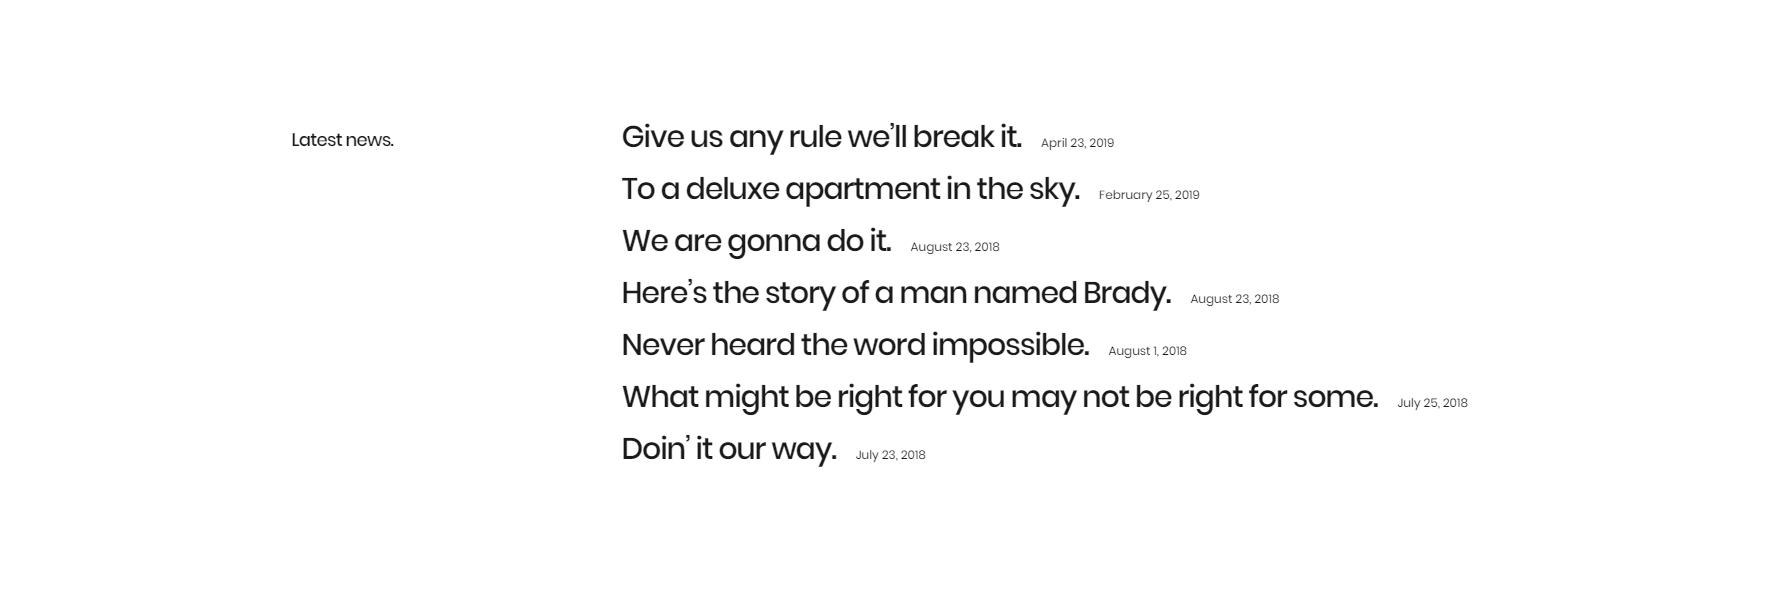 Latest news.
Give us any rule we’ll break it. April 23, 2019
To a deluxe apartment in the sky. February 25, 2019
We are gonna do it. August 23, 2018
Here’s the story of a man named Brady. August 23, 2018
Never heard the word impossible. August 1, 2018
What might be right for you may not be right for some. July 25, 2018
Doin’ it our way. July 23, 2018